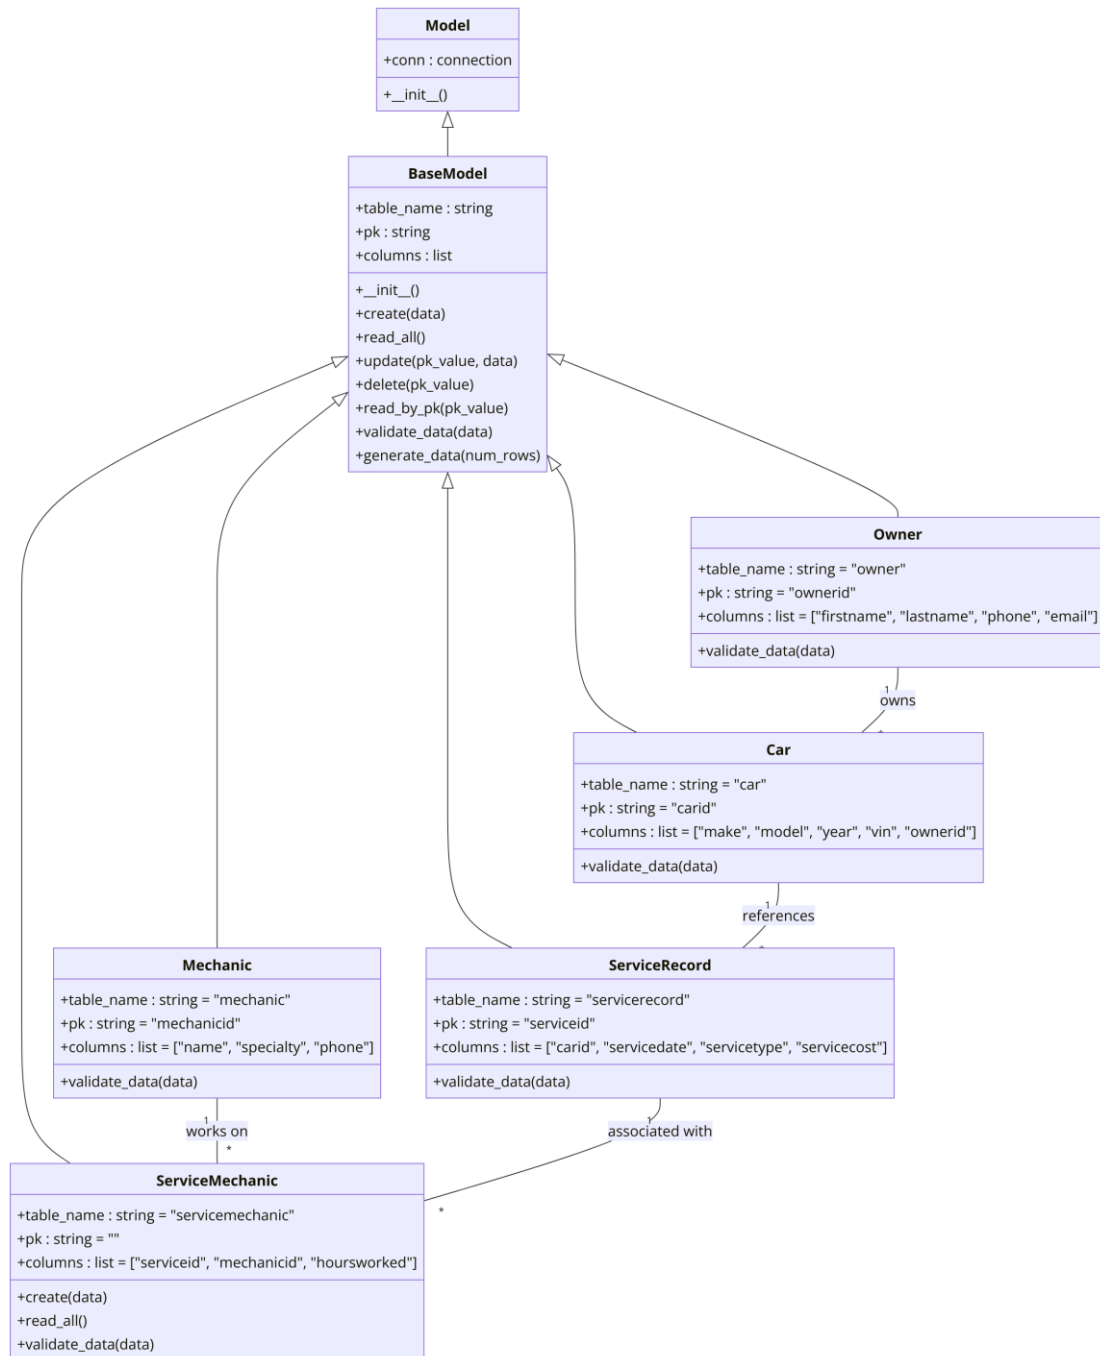 Model
+conn : connection
+__init__()
BaseModel
+table_name : string
+pk : string
+columns : list
+__init__()
+create(data)
+read_all()
+update(pk_value, data)
+delete(pk_value)
+read_by_pk(pk_value)
+validate_data(data)
+generate_data(num_rows)
Owner
+table_name : string = "owner"
+pk : string = "ownerid"
+columns : list = ["firstname", "lastname", "phone", "email"]
+validate_data(data)
1
owns
*
Car
+table_name : string = "car"
+pk : string = "carid"
+columns : list = ["make", "model", "year", "vin", "ownerid"]
+validate_data(data)
1
references
*
Mechanic
+table_name : string = "mechanic"
+pk : string = "mechanicid"
+columns : list = ["name", "specialty", "phone"]
+validate_data(data)
ServiceRecord
+table_name : string = "servicerecord"
+pk : string = "serviceid"
+columns : list = ["carid", "servicedate", "servicetype", "servicecost"]
+validate_data(data)
1
works on
*
1
associated with
*
ServiceMechanic
+table_name : string = "servicemechanic"
+pk : string = ""
+columns : list = ["serviceid", "mechanicid", "hoursworked"]
+create(data)
+read_all()
+validate_data(data)